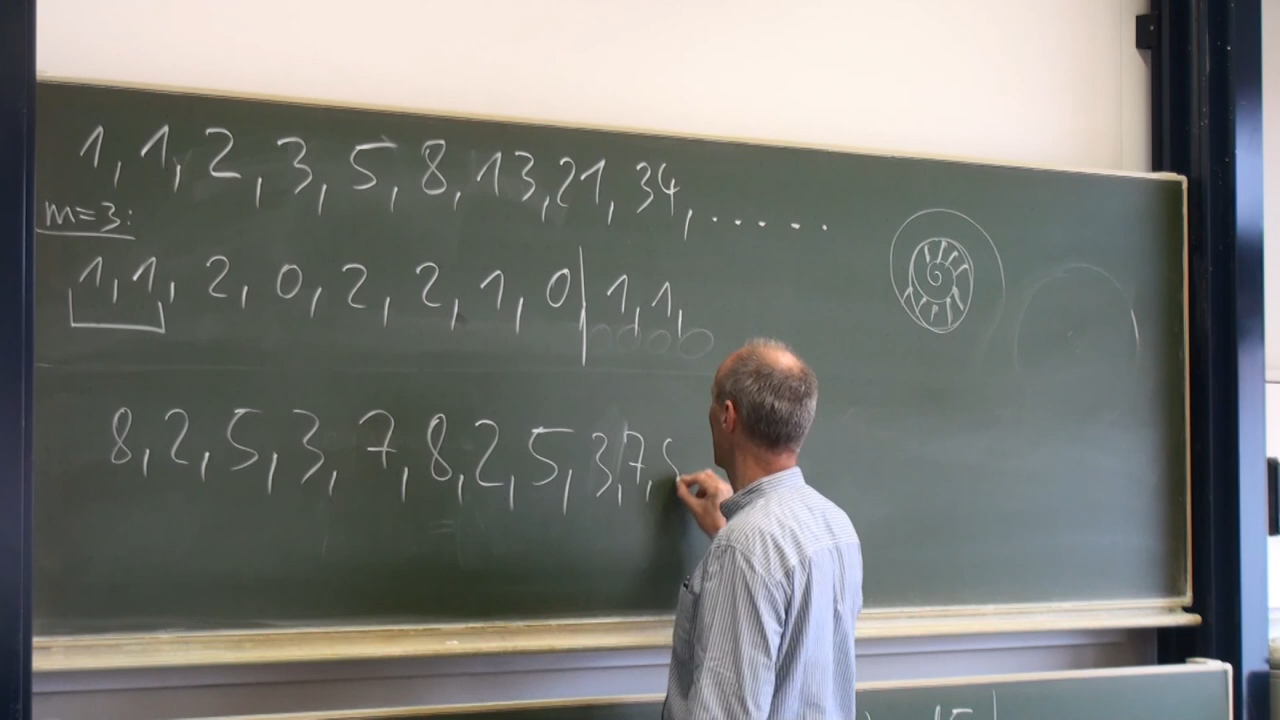 1, 1, 2, 3, 5, 8, 13, 21, 34, .....
m=3:
1, 1, 2, 0, 2, 2, 1, 0 | 1, 1,
8, 2, 5, 3, 7, 8, 2, 5, 3, 7,